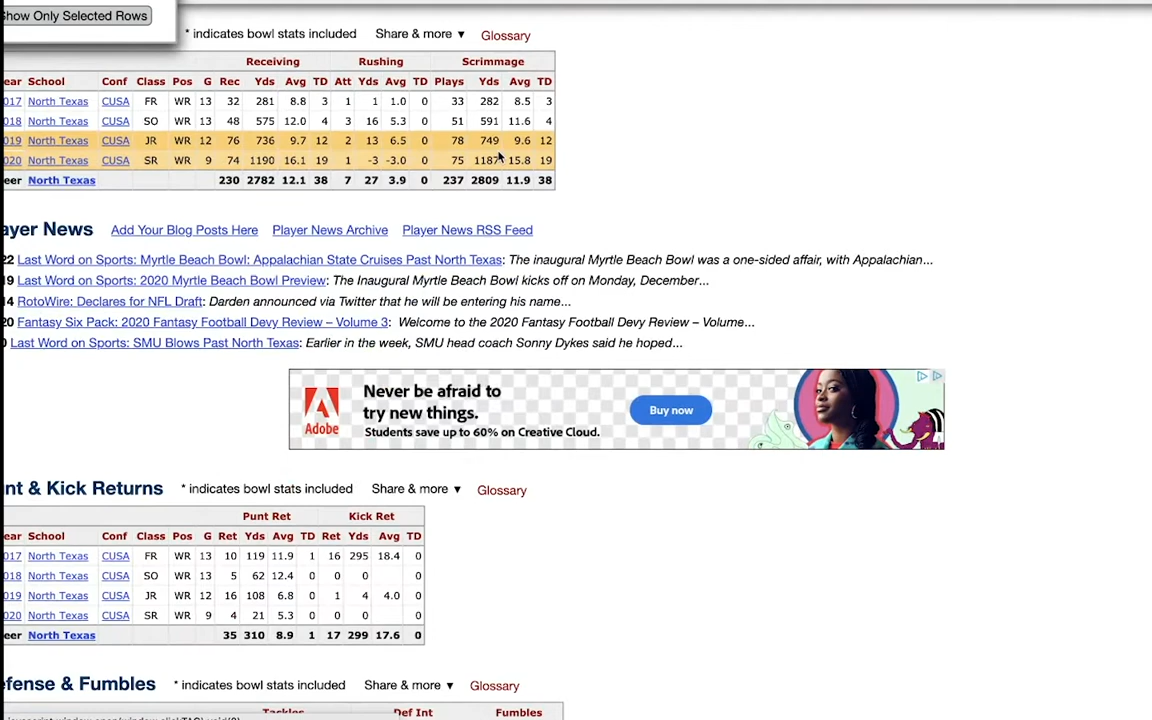 Show Only Selected Rows
* indicates bowl stats included Share & more ▼ Glossary
Receiving Rushing Scrimmage
ear School Conf Class Pos G Rec Yds Avg TD Att Yds Avg TD Plays Yds Avg TD
017 North Texas CUSA FR WR 13 32 281 8.8 3 1 1 1.0 0 33 282 8.5 3
018 North Texas CUSA SO WR 13 48 575 12.0 4 3 16 5.3 0 51 591 11.6 4
019 North Texas CUSA JR WR 12 76 736 9.7 12 2 13 6.5 0 78 749 9.6 12
020 North Texas CUSA SR WR 9 74 1190 16.1 19 1 -3 -3.0 0 75 1187 15.8 19
eer North Texas 230 2782 12.1 38 7 27 3.9 0 237 2809 11.9 38
ayer News Add Your Blog Posts Here Player News Archive Player News RSS Feed
22 Last Word on Sports: Myrtle Beach Bowl: Appalachian State Cruises Past North Texas: The inaugural Myrtle Beach Bowl was a one-sided affair, with Appalachian...
19 Last Word on Sports: 2020 Myrtle Beach Bowl Preview: The Inaugural Myrtle Beach Bowl kicks off on Monday, December...
14 RotoWire: Declares for NFL Draft: Darden announced via Twitter that he will be entering his name...
20 Fantasy Six Pack: 2020 Fantasy Football Devy Review – Volume 3: Welcome to the 2020 Fantasy Football Devy Review – Volume...
0 Last Word on Sports: SMU Blows Past North Texas: Earlier in the week, SMU head coach Sonny Dykes said he hoped...
Never be afraid to
try new things.
Students save up to 60% on Creative Cloud.
Adobe
Buy now
nt & Kick Returns * indicates bowl stats included Share & more ▼ Glossary
Punt Ret Kick Ret
ear School Conf Class Pos G Ret Yds Avg TD Ret Yds Avg TD
017 North Texas CUSA FR WR 13 10 119 11.9 1 16 295 18.4 0
018 North Texas CUSA SO WR 13 5 62 12.4 0 0 0 0
019 North Texas CUSA JR WR 12 16 108 6.8 0 1 4 4.0 0
020 North Texas CUSA SR WR 9 4 21 5.3 0 0 0 0
eer North Texas 35 310 8.9 1 17 299 17.6 0
efense & Fumbles * indicates bowl stats included Share & more ▼ Glossary
Tackles Def Int Fumbles